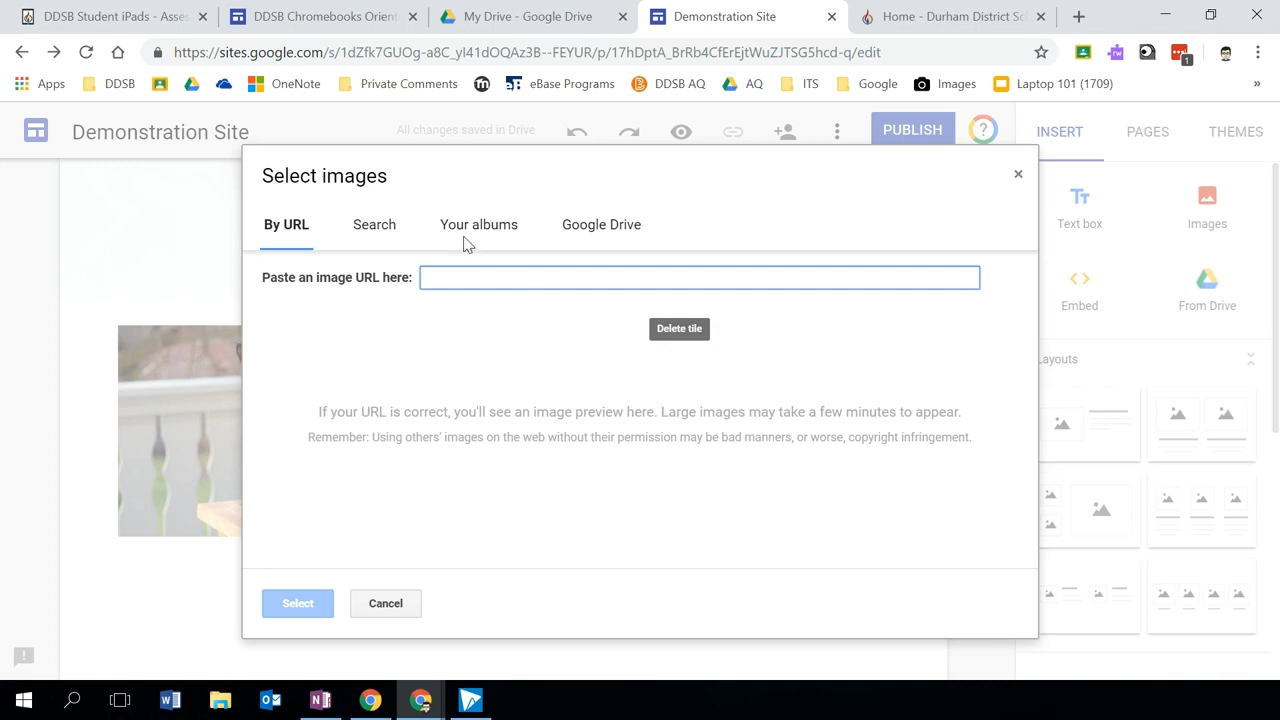 DDSB Student iPads - Asses
DDSB Chromebooks Orient
My Drive - Google Drive
Demonstration Site
Home - Durham District Sc
https://sites.google.com/s/1dZfk7GUOq-a8C_yl41dOQAz3B--FEYUR/p/17hDptA_BrRb4CfErEjtWuZJTSG5hcd-q/edit
1
Apps
DDSB
OneNote
Private Comments
eBase Programs
DDSB AQ
AQ
ITS
Google
Images
Laptop 101 (1709)
»
Demonstration Site
All changes saved in Drive
PUBLISH
?
INSERT
PAGES
THEMES
Select images
By URL
Search
Your albums
Google Drive
Paste an image URL here:
Delete tile
If your URL is correct, you'll see an image preview here. Large images may take a few minutes to appear.
Remember: Using others' images on the web without their permission may be bad manners, or worse, copyright infringement.
Select
Cancel
Tt
Text box
Images
Embed
From Drive
Layouts